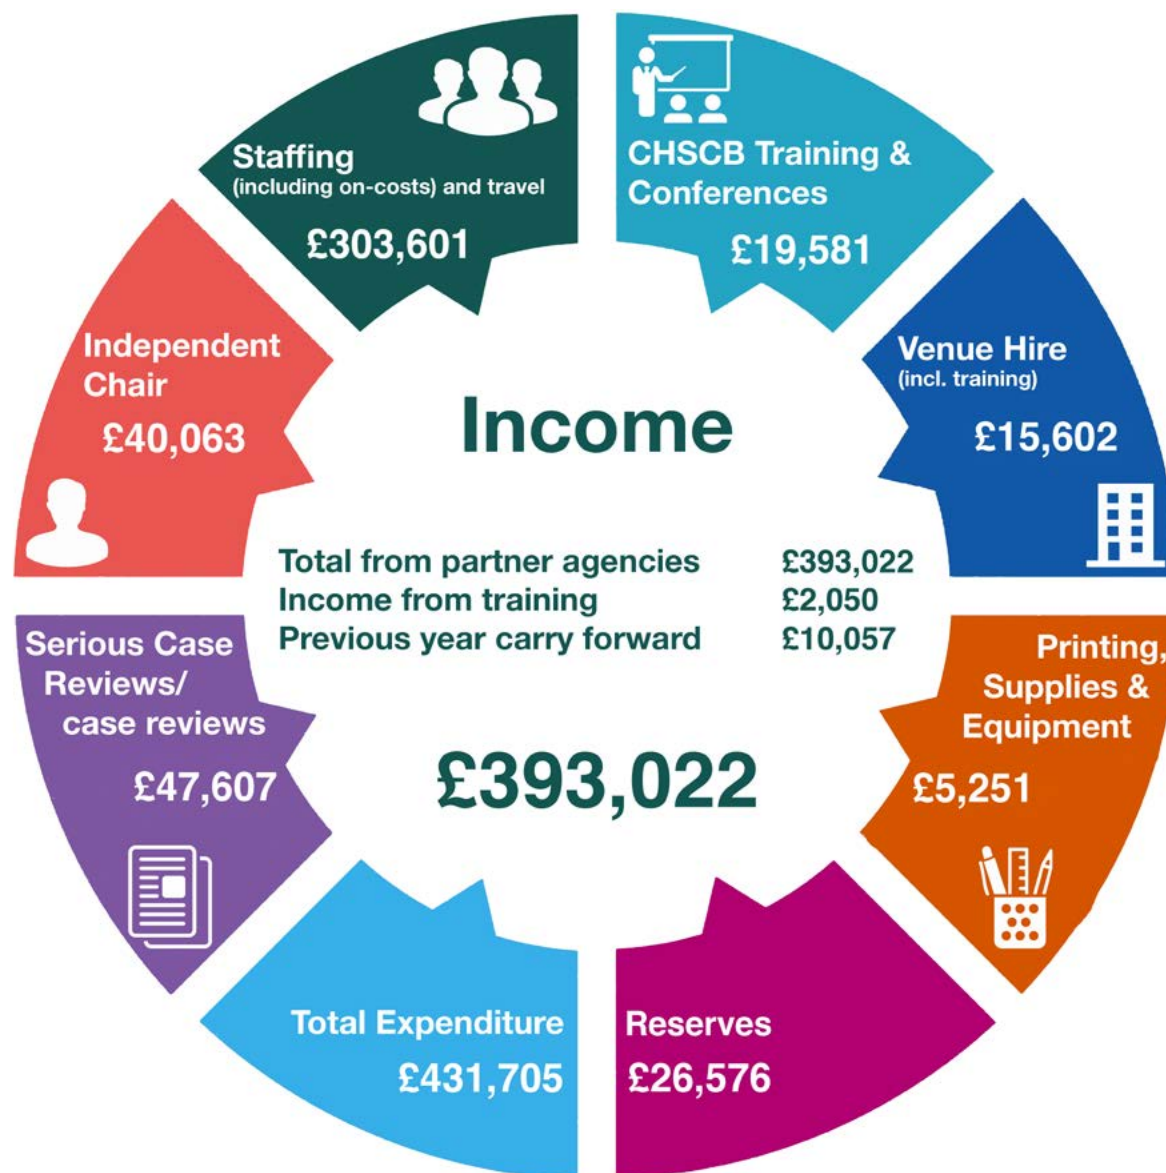 Staffing
(including on-costs) and travel
£303,601
CHSCB Training &
Conferences
£19,581
Independent
Chair
£40,063
Venue Hire
(incl. training)
£15,602
Income
Total from partner agencies £393,022
Income from training £2,050
Previous year carry forward £10,057
£393,022
Serious Case
Reviews/
case reviews
£47,607
Printing,
Supplies &
Equipment
£5,251
Total Expenditure
£431,705
Reserves
£26,576